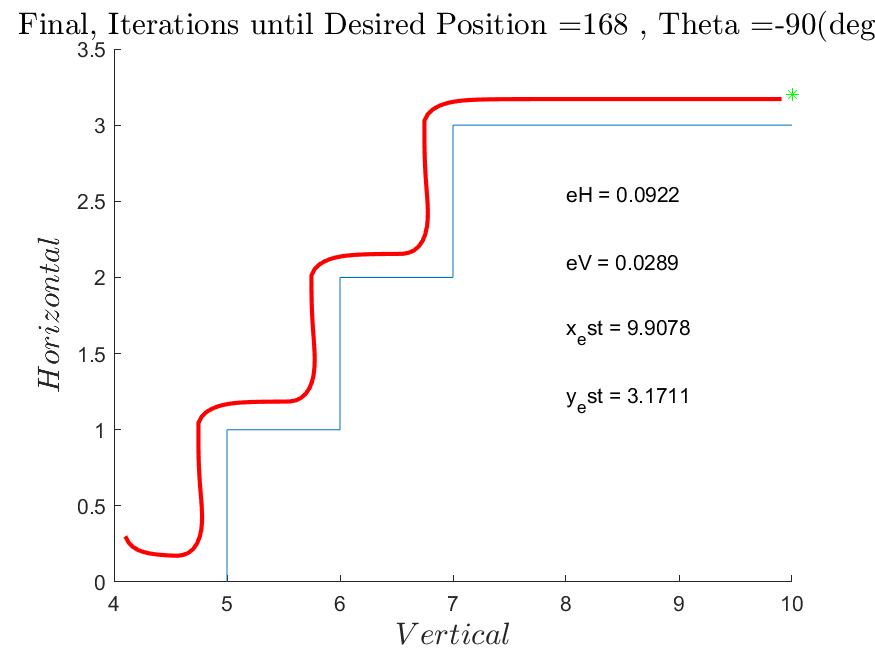 Final, Iterations until Desired Position =168 , Theta =-90(deg
3.5
3
2.5
2
1.5
1
0.5
0
Horizontal
eH = 0.0922
eV = 0.0289
x_est = 9.9078
y_est = 3.1711
4 5 6 7 8 9 10
Vertical